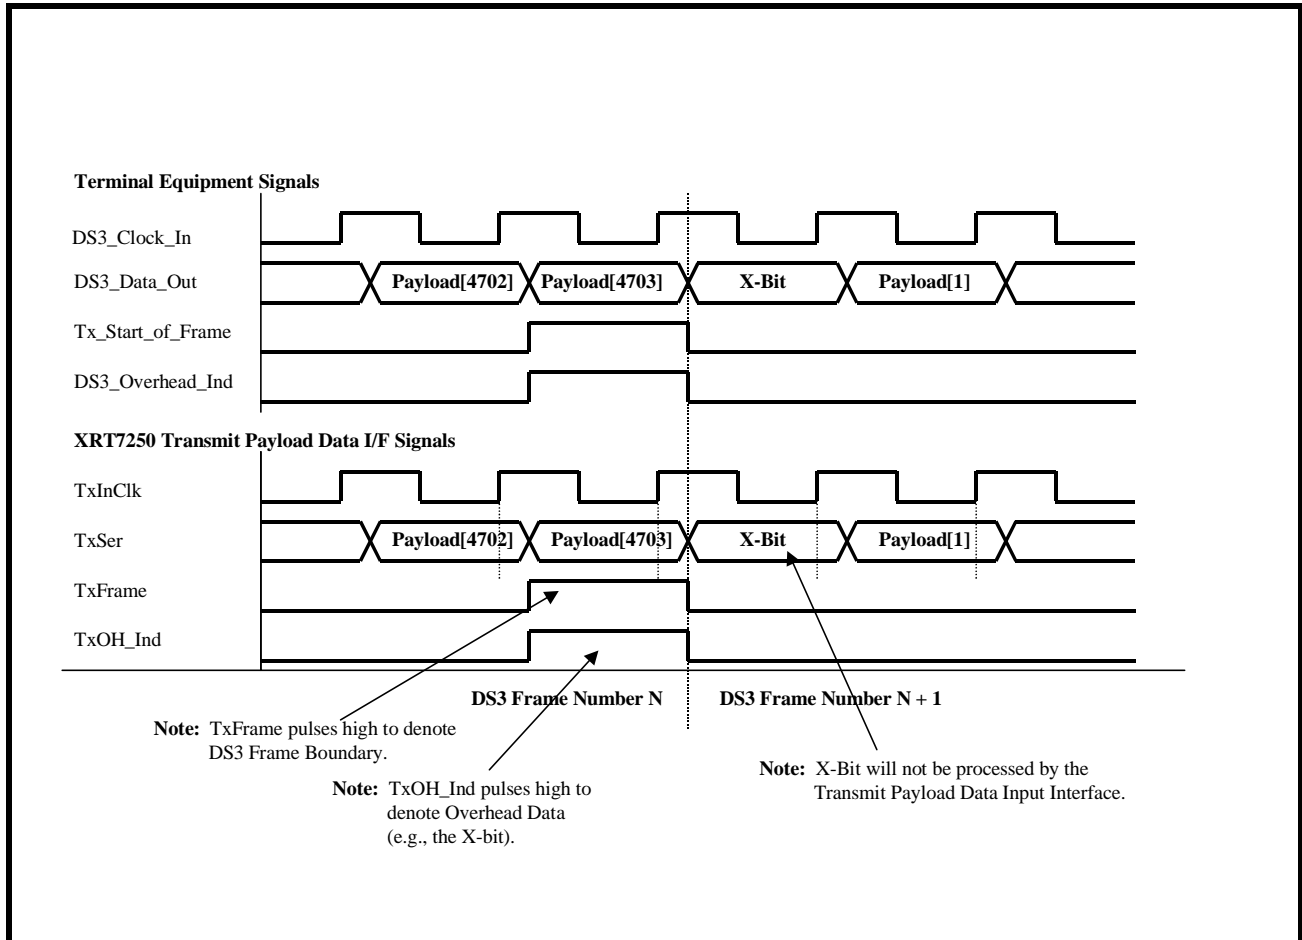 Terminal Equipment Signals
DS3_Clock_In
DS3_Data_Out Payload[4702] Payload[4703] X-Bit Payload[1]
Tx_Start_of_Frame
DS3_Overhead_Ind
XRT7250 Transmit Payload Data I/F Signals
TxInClk
TxSer Payload[4702] Payload[4703] X-Bit Payload[1]
TxFrame
TxOH_Ind
DS3 Frame Number N DS3 Frame Number N + 1
Note: TxFrame pulses high to denote
DS3 Frame Boundary.
Note: TxOH_Ind pulses high to
denote Overhead Data
(e.g., the X-bit).
Note: X-Bit will not be processed by the
Transmit Payload Data Input Interface.